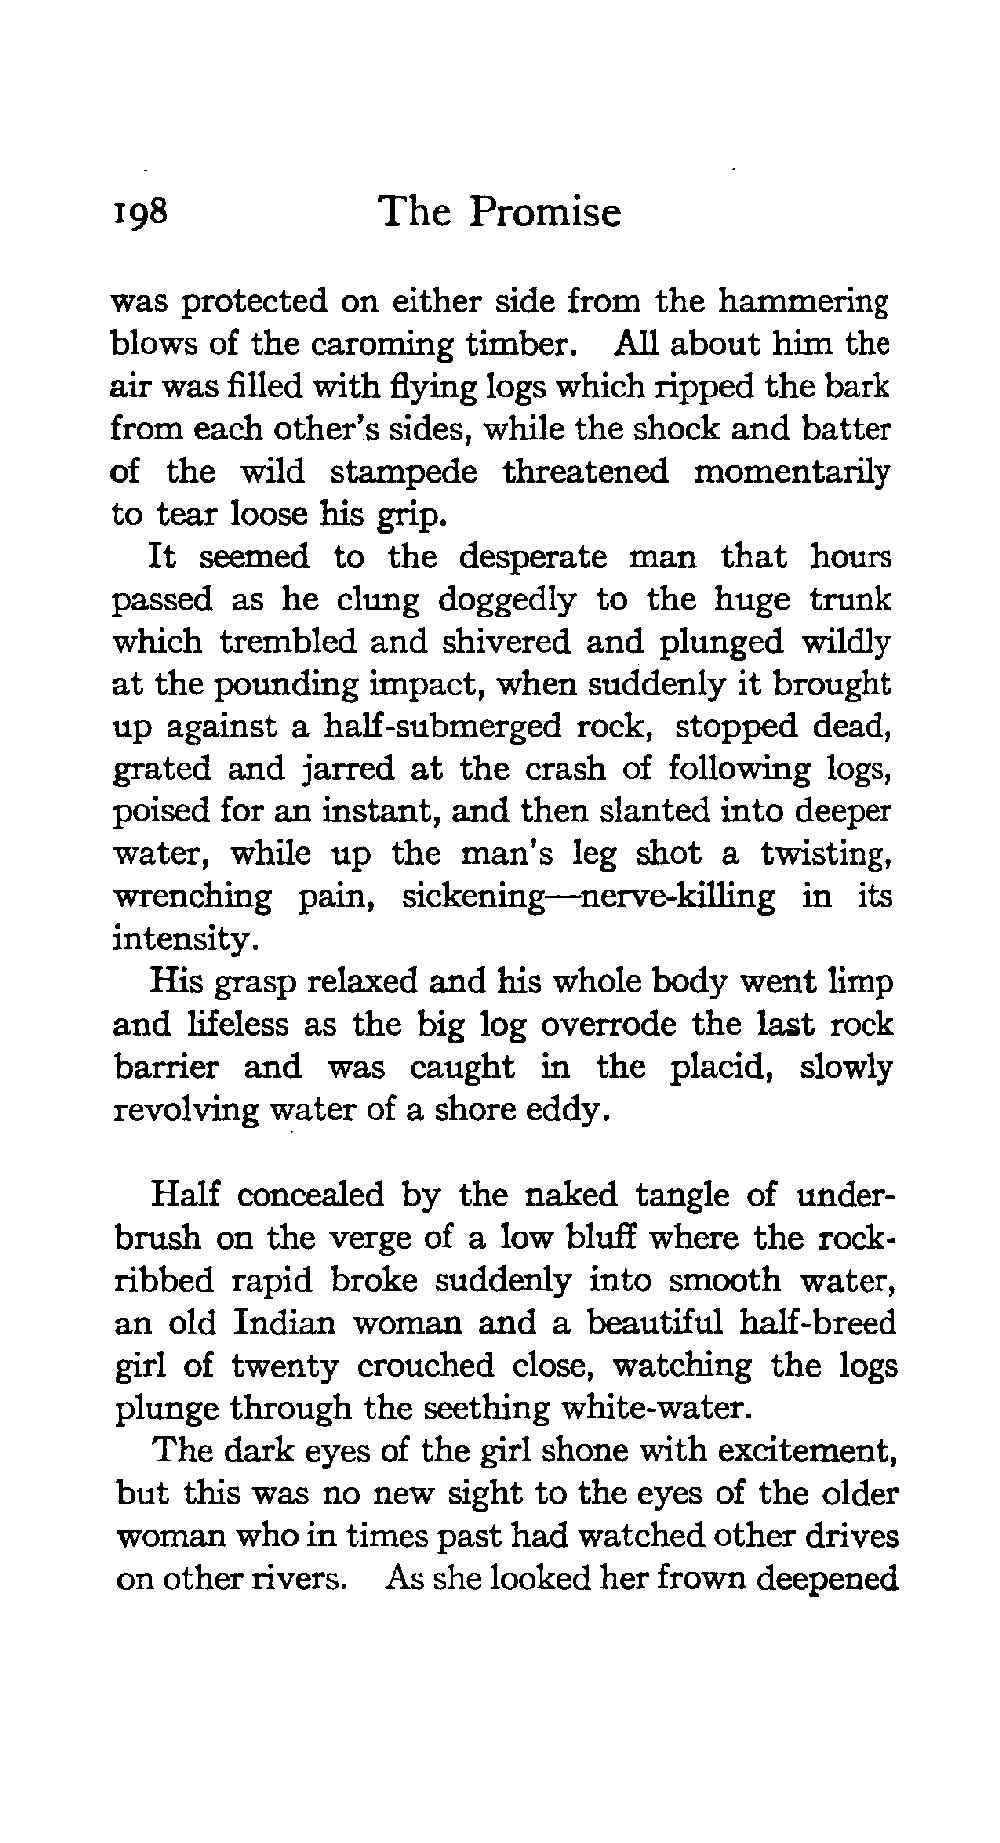 198 The Promise
was protected on either side from the hammering
blows of the caroming timber. All about him the
air was filled with flying logs which ripped the bark
from each other's sides, while the shock and batter
of the wild stampede threatened momentarily
to tear loose his grip.
It seemed to the desperate man that hours
passed as he clung doggedly to the huge trunk
which trembled and shivered and plunged wildly
at the pounding impact, when suddenly it brought
up against a half-submerged rock, stopped dead,
grated and jarred at the crash of following logs,
poised for an instant, and then slanted into deeper
water, while up the man's leg shot a twisting,
wrenching pain, sickening—nerve-killing in its
intensity.
His grasp relaxed and his whole body went limp
and lifeless as the big log overrode the last rock
barrier and was caught in the placid, slowly
revolving water of a shore eddy.
Half concealed by the naked tangle of under-
brush on the verge of a low bluff where the rock-
ribbed rapid broke suddenly into smooth water,
an old Indian woman and a beautiful half-breed
girl of twenty crouched close, watching the logs
plunge through the seething white-water.
The dark eyes of the girl shone with excitement,
but this was no new sight to the eyes of the older
woman who in times past had watched other drives
on other rivers. As she looked her frown deepened